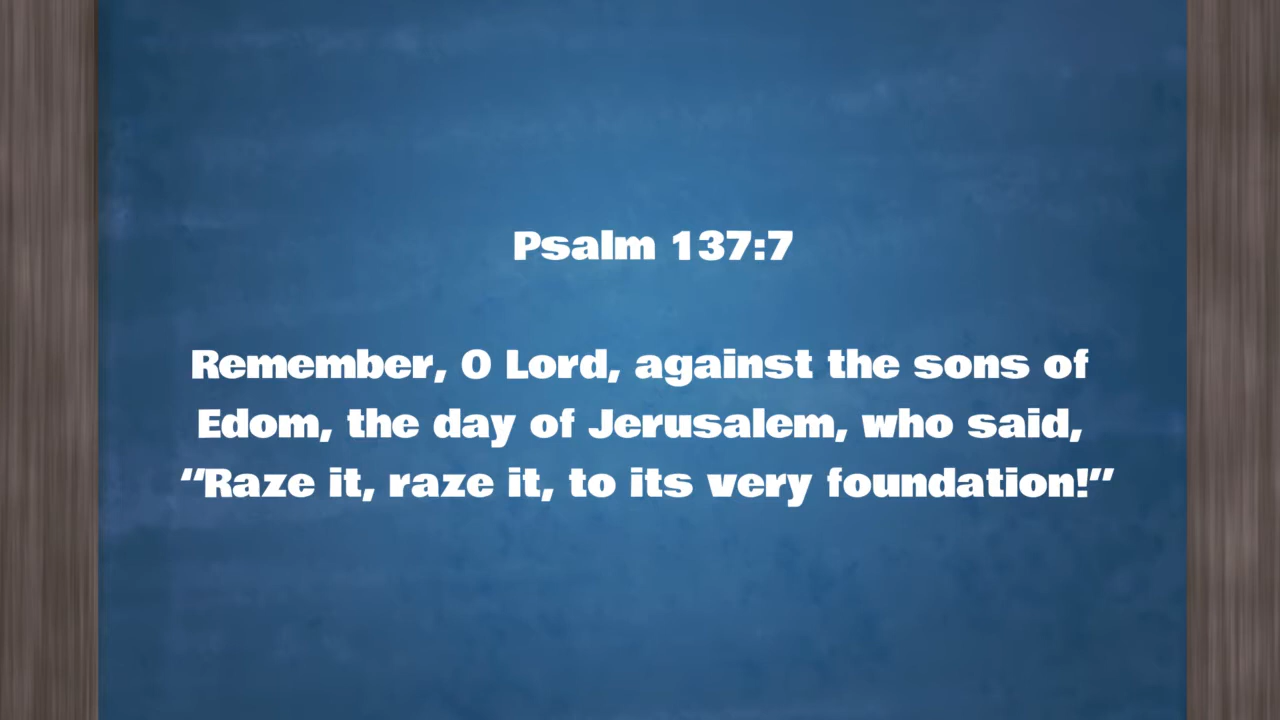 Psalm 137:7
Remember, O Lord, against the sons of
Edom, the day of Jerusalem, who said,
“Raze it, raze it, to its very foundation!”